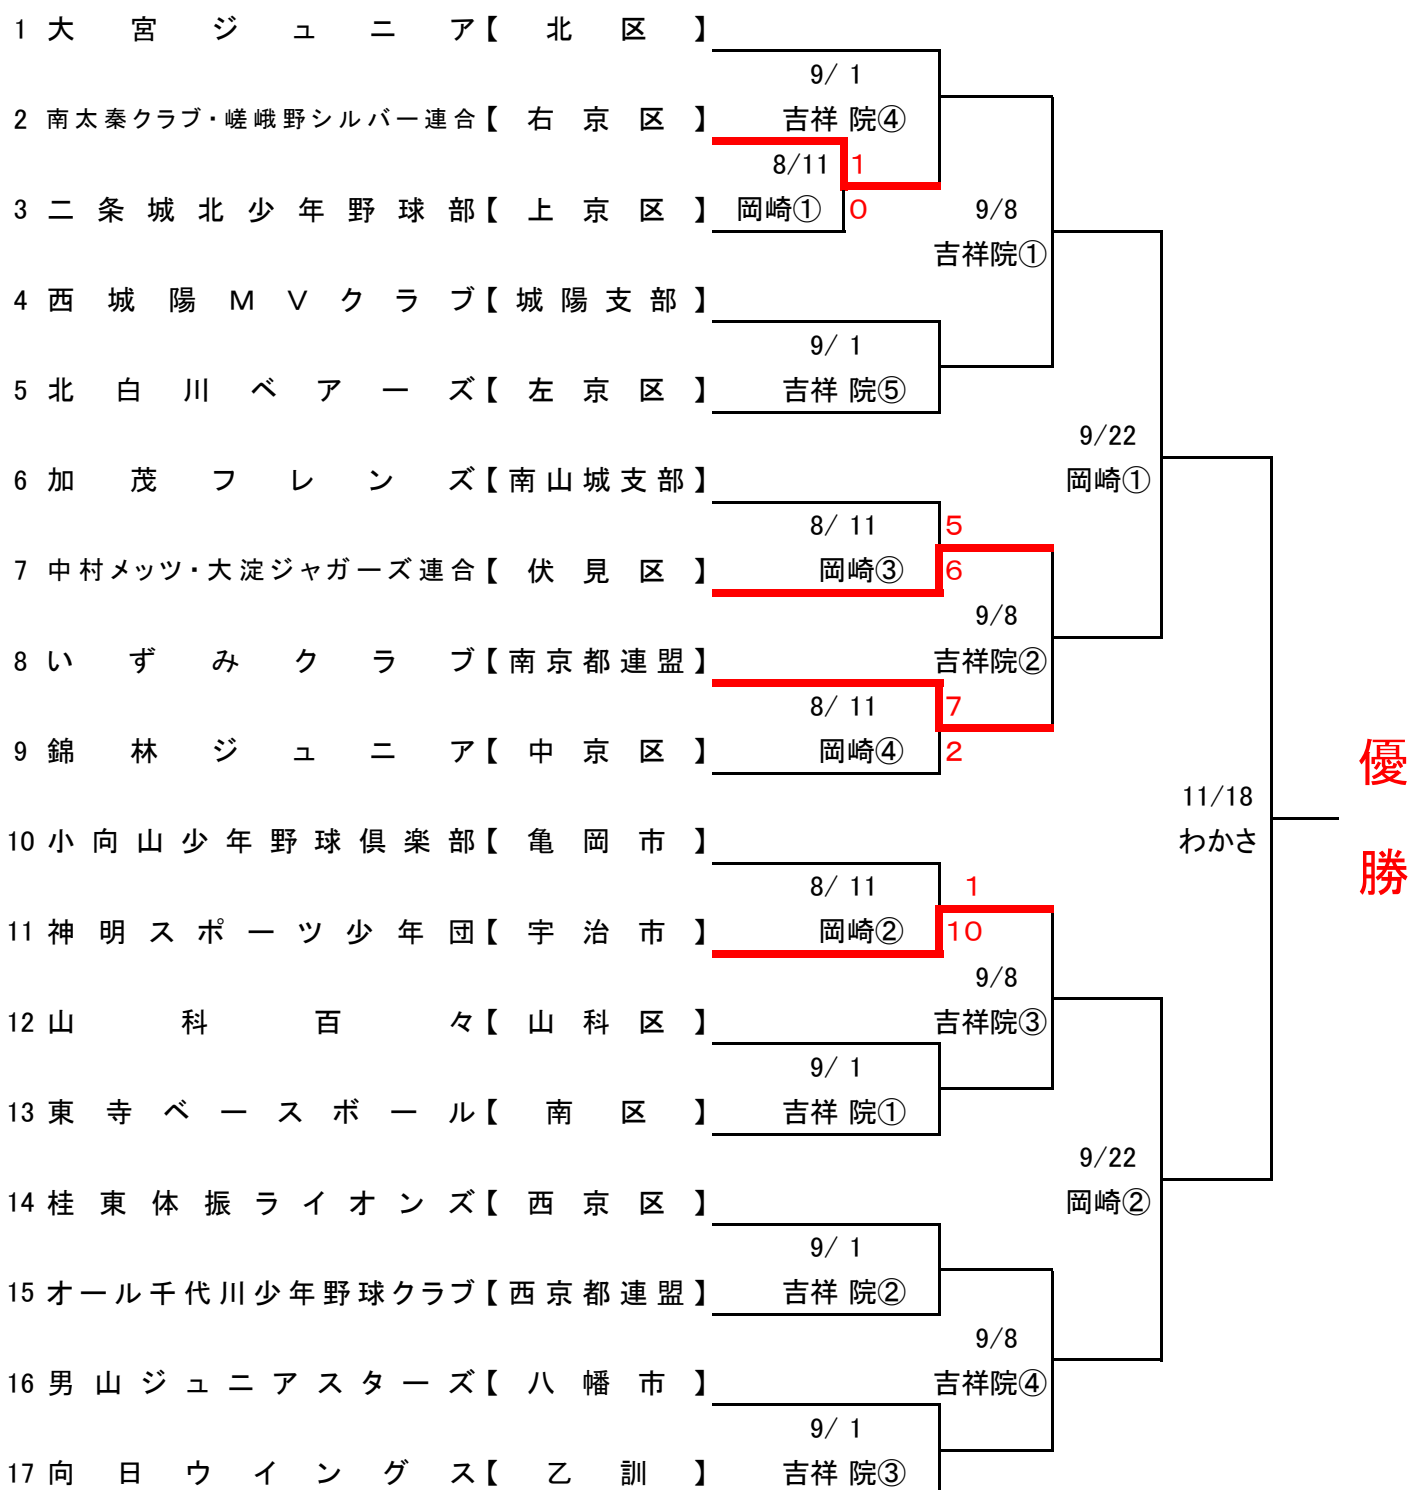 1 大宮ジュニア【北区】
9/ 1
2 南太秦クラブ・嵯峨野シルバー連合【右京区】 吉祥院④
8/11 1
3 二条城北少年野球部【上京区】 岡崎① 0 9/8
吉祥院①
4 西城陽MVクラブ【城陽支部】
9/ 1
5 北白川ベアーズ【左京区】 吉祥院⑤
9/22
6 加茂フレンズ【南山城支部】 岡崎①
8/ 11 5
7 中村メッツ・大淀ジャガーズ連合【伏見区】 岡崎③ 6
9/8
8 いずみクラブ【南京都連盟】 吉祥院②
8/ 11 7
9 錦林ジュニア【中京区】 岡崎④ 2
優勝
11/18
10 小向山少年野球倶楽部【亀岡市】 わかさ
8/ 11 1
11 神明スポーツ少年団【宇治市】 岡崎② 10
9/8
12 山科百々【山科区】 吉祥院③
9/ 1
13 東寺ベースボール【南区】 吉祥院①
9/22
14 桂東体振ライオンズ【西京区】 岡崎②
9/ 1
15 オール千代川少年野球クラブ【西京都連盟】 吉祥院②
9/8
16 男山ジュニアスターズ【八幡市】 吉祥院④
9/ 1
17 向日ウイングス【乙訓】 吉祥院③